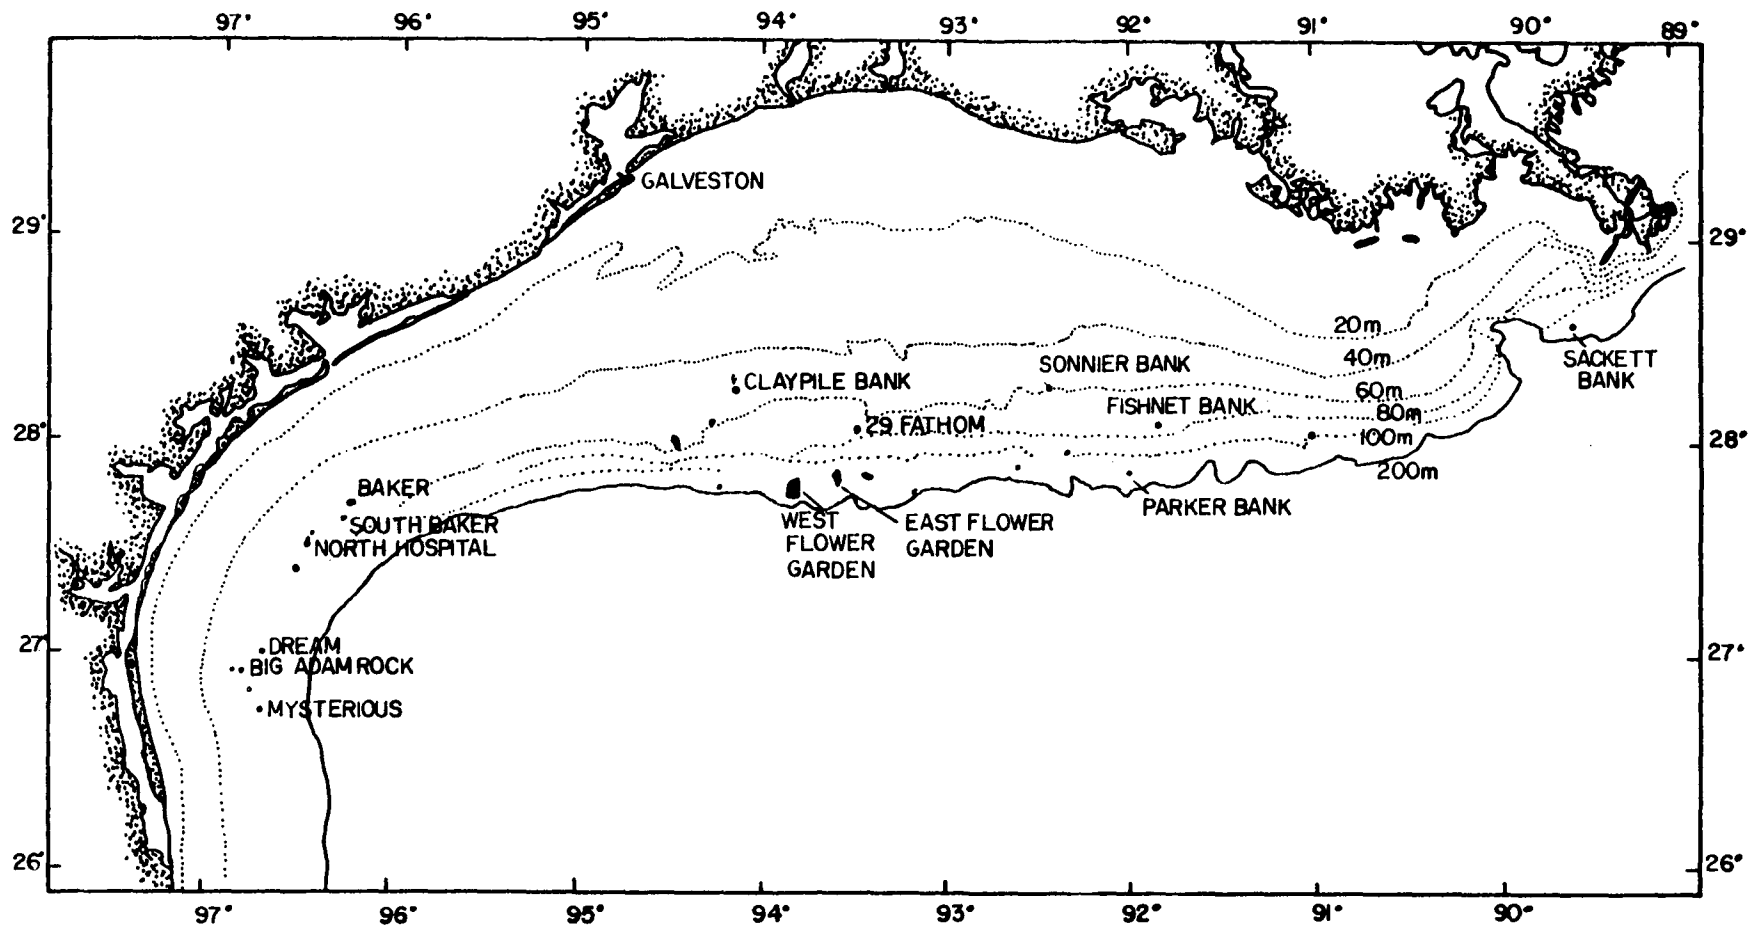 97° 96° 95° 94° 93° 92° 91° 90° 89°
GALVESTON
29° 29°
20m
40m
SONNIER BANK
SACKETT
BANK
CLAYPILE BANK
60m
FISHNET BANK
80m
29 FATHOM
28° 28°
100m
200m
BAKER
PARKER BANK
SOUTH BAKER
NORTH HOSPITAL
WEST
FLOWER
GARDEN
EAST FLOWER
GARDEN
27° 27°
DREAM
BIG ADAM ROCK
MYSTERIOUS
26° 26°
97° 96° 95° 94° 93° 92° 91° 90°